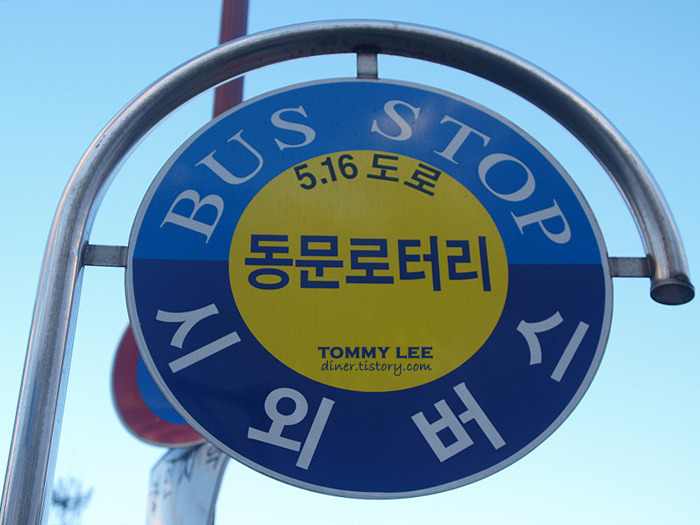 BUS STOP
5.16 도로
동문로터리
TOMMY LEE
diner.tistory.com
시외버스